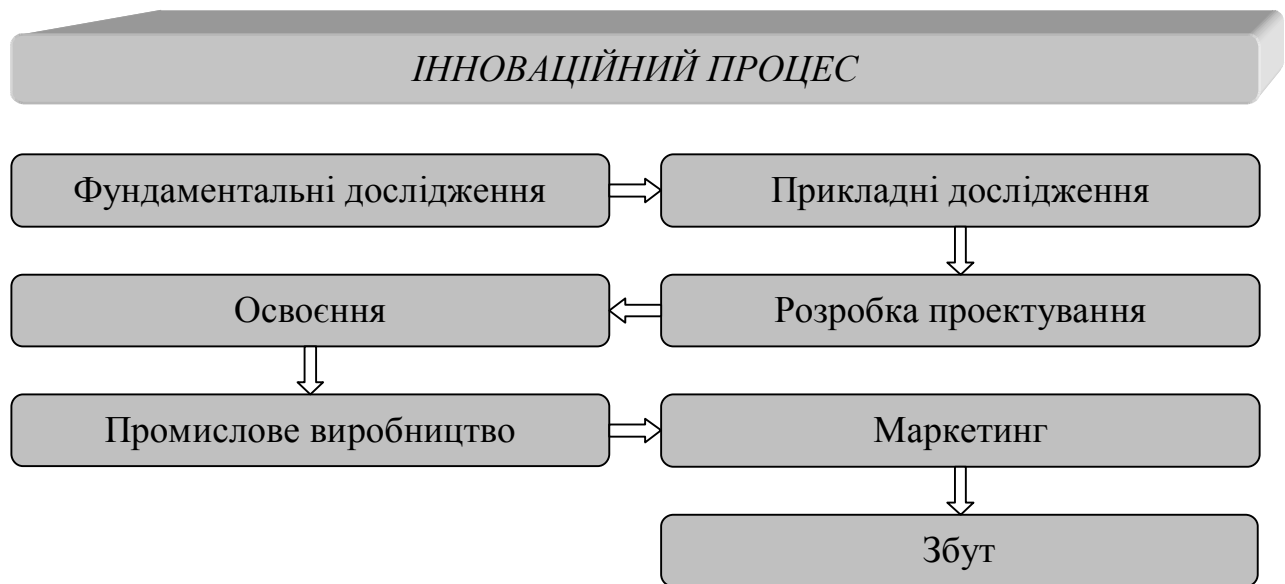 ІННОВАЦІЙНИЙ ПРОЦЕС
Фундаментальні дослідження
Прикладні дослідження
Розробка проектування
Освоєння
Промислове виробництво
Маркетинг
Збут